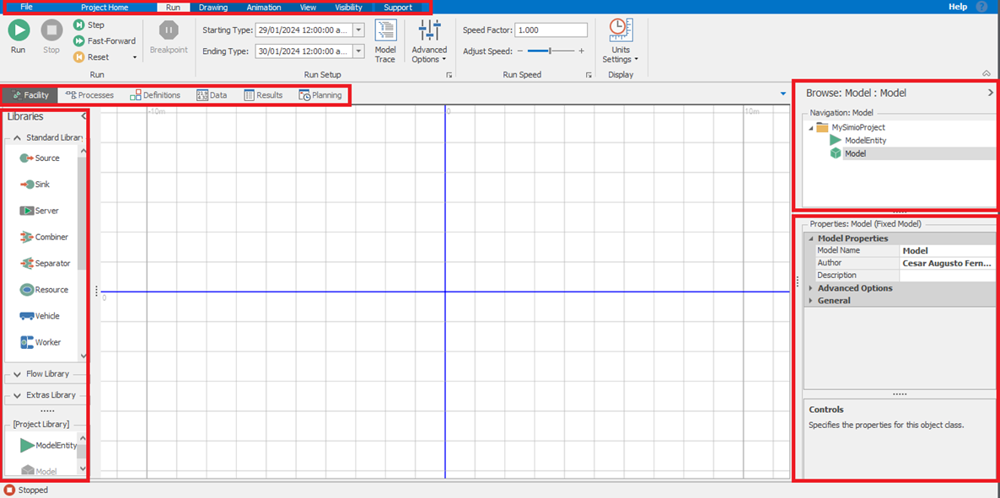 File Project Home Run Drawing Animation View Visibility Support Help ?
Run
Stop
Step
Fast-Forward
Reset
Run
Breakpoint
Starting Type: 29/01/2024 12:00:00 a...
Ending Type: 30/01/2024 12:00:00 a...
Model
Trace
Advanced
Options
Run Setup
Speed Factor: 1.000
Adjust Speed: − +
Run Speed
Units
Settings
Display
Facility Processes Definitions Data Results Planning
Libraries
Standard Library
Source
Sink
Server
Combiner
Separator
Resource
Vehicle
Worker
Flow Library
Extras Library
[Project Library]
ModelEntity
Model
-10m 0 10m
0
Browse: Model : Model
Navigation: Model
MySimioProject
ModelEntity
Model
Properties: Model (Fixed Model)
Model Properties
Model Name Model
Author Cesar Augusto Fern...
Description
Advanced Options
General
Controls
Specifies the properties for this object class.
Stopped